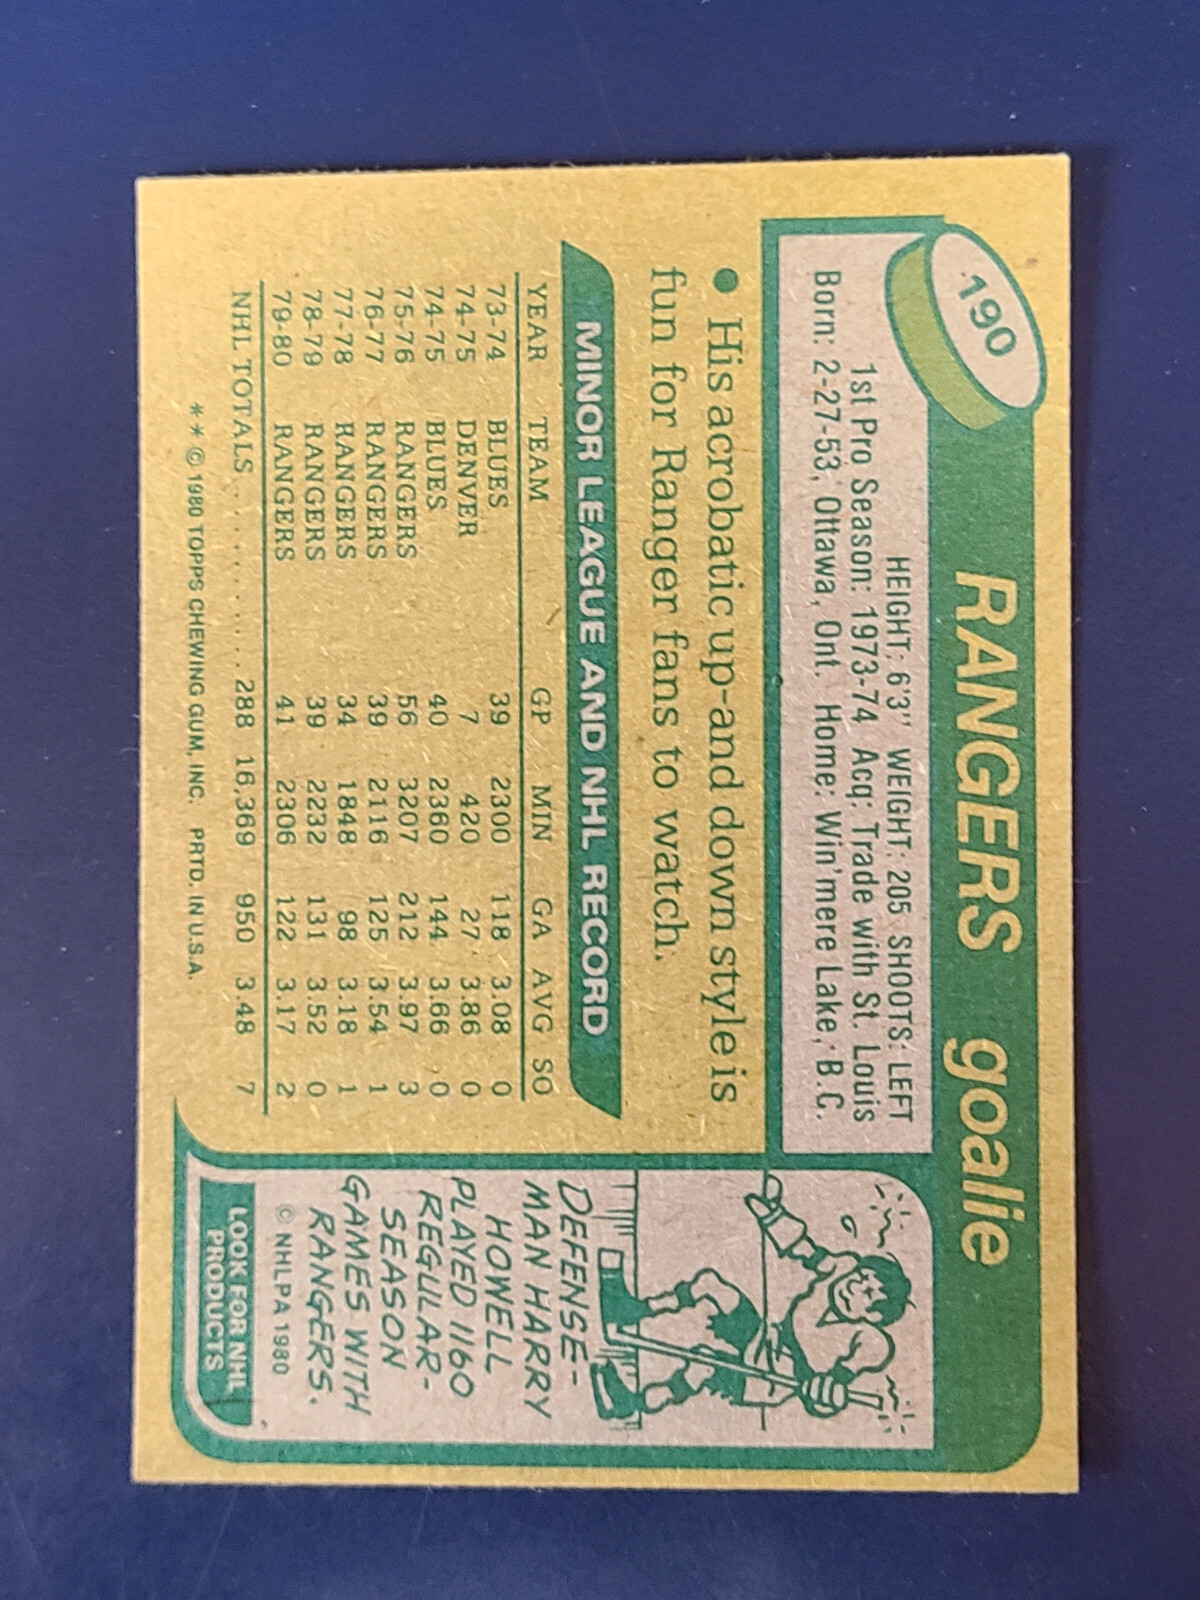 190
RANGERS goalie
HEIGHT: 6'3" WEIGHT: 205 SHOOTS: LEFT
1st Pro Season: 1973-74 Acq: Trade with St. Louis
Born: 2-27-53, Ottawa, Ont. Home: Win'mere Lake, B.C.
● His acrobatic up-and down style is
fun for Ranger fans to watch.
MINOR LEAGUE AND NHL RECORD
YEAR TEAM GP MIN GA AVG SO
73-74 BLUES 39 2300 118 3.08 0
74-75 DENVER 7 420 27 3.86 0
74-75 BLUES 40 2360 144 3.66 0
75-76 RANGERS 56 3207 212 3.97 3
76-77 RANGERS 39 2116 125 3.54 1
77-78 RANGERS 34 1848 98 3.18 1
78-79 RANGERS 39 2232 131 3.52 0
79-80 RANGERS 41 2306 122 3.17 2
NHL TOTALS .......... 288 16,369 950 3.48 7
** © 1980 TOPPS CHEWING GUM, INC. PRTD. IN U.S.A.
DEFENSE-
MAN HARRY
HOWELL
PLAYED 1160
REGULAR-
SEASON
GAMES WITH
RANGERS.
© NHLPA 1980
LOOK FOR NHL
PRODUCTS